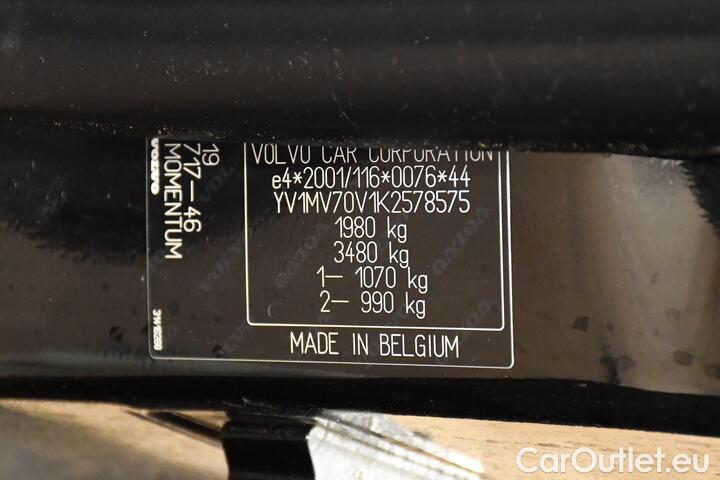 VOLVO CAR CORPORATION
e4*2001/116*0076*44
YV1MV70V1K2578575
1980 kg
3480 kg
1– 1070 kg
2– 990 kg
MADE IN BELGIUM
19
717–46
MOMENTUM
VOLVO
CarOutlet.eu